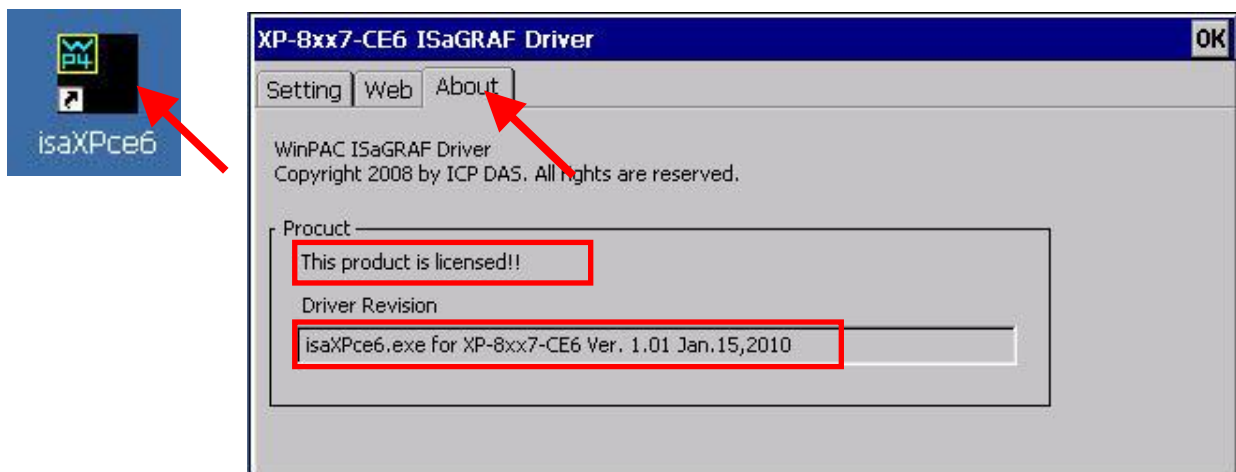 P4
isaXPce6
XP-8xx7-CE6 ISaGRAF Driver
OK
Setting
Web
About
WinPAC ISaGRAF Driver
Copyright 2008 by ICP DAS. All rights are reserved.
Procuct
This product is licensed!!
Driver Revision
isaXPce6.exe for XP-8xx7-CE6 Ver. 1.01 Jan.15,2010